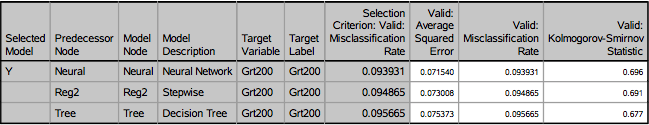 Selected Model | Predecessor Node | Model Node | Model Description | Target Variable | Target Label | Selection Criterion: Valid: Misclassification Rate | Valid: Average Squared Error | Valid: Misclassification Rate | Valid: Kolmogorov-Smirnov Statistic
Y | Neural | Neural | Neural Network | Grt200 | Grt200 | 0.093931 | 0.071540 | 0.093931 | 0.696
Reg2 | Reg2 | Stepwise | Grt200 | Grt200 | 0.094865 | 0.073008 | 0.094865 | 0.691
Tree | Tree | Decision Tree | Grt200 | Grt200 | 0.095665 | 0.075373 | 0.095665 | 0.677